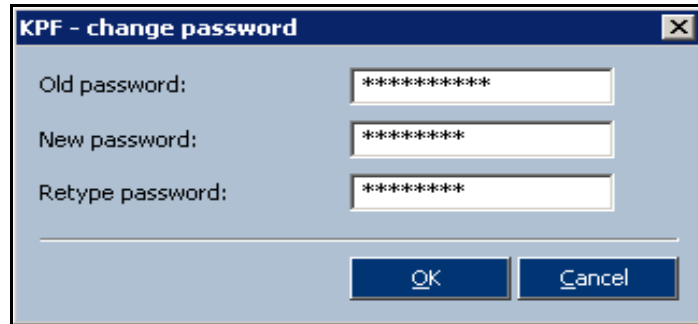 KPF - change password
Old password: **********
New password: ********
Retype password: ********
OK Cancel